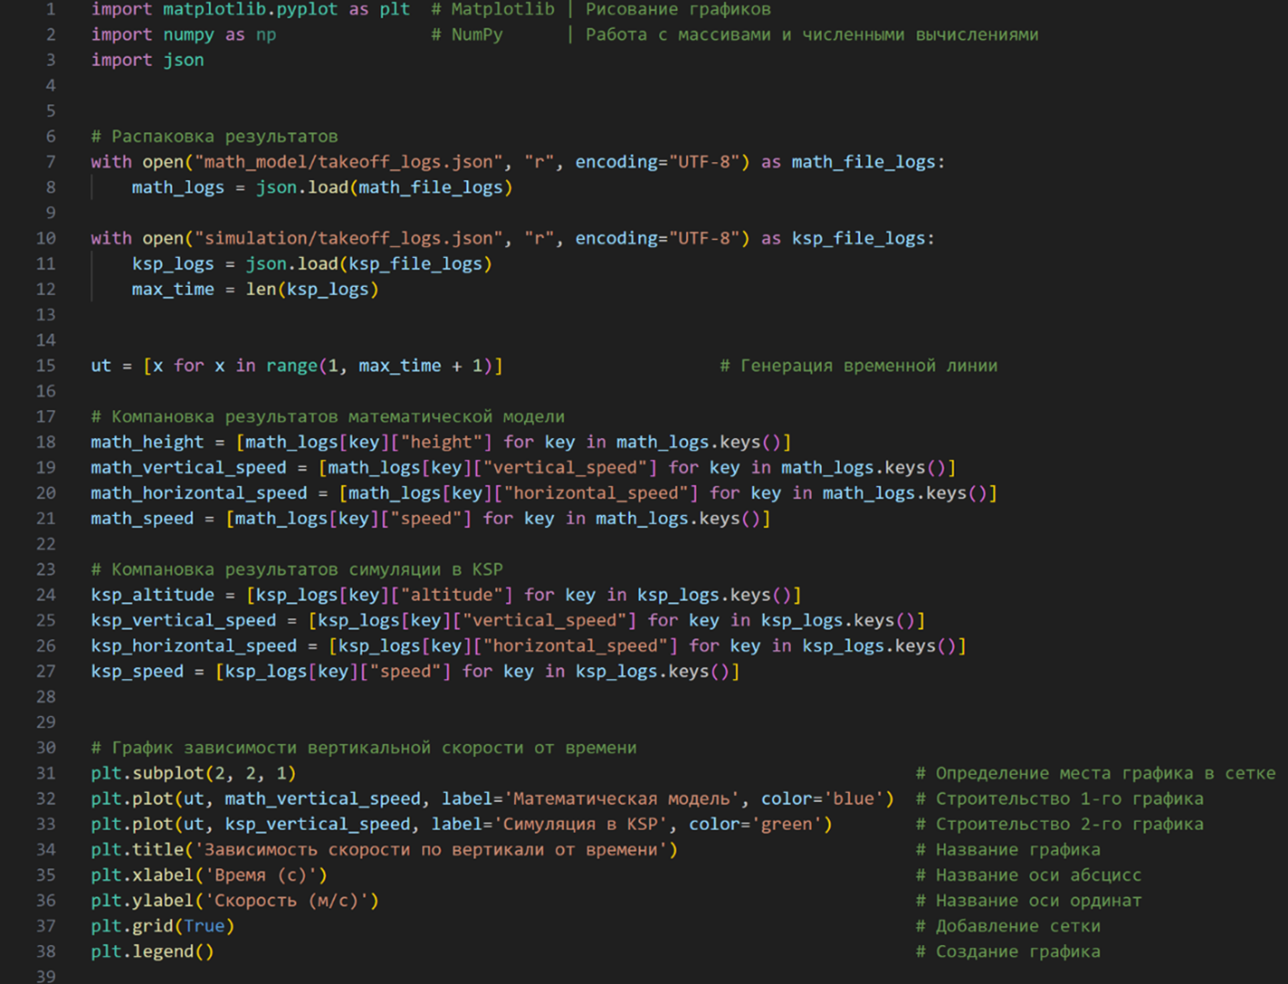 1 import matplotlib.pyplot as plt # Matplotlib | Рисование графиков
2 import numpy as np # NumPy | Работа с массивами и численными вычислениями
3 import json
4
5
6 # Распаковка результатов
7 with open("math_model/takeoff_logs.json", "r", encoding="UTF-8") as math_file_logs:
8 math_logs = json.load(math_file_logs)
9
10 with open("simulation/takeoff_logs.json", "r", encoding="UTF-8") as ksp_file_logs:
11 ksp_logs = json.load(ksp_file_logs)
12 max_time = len(ksp_logs)
13
14
15 ut = [x for x in range(1, max_time + 1)] # Генерация временной линии
16
17 # Компановка результатов математической модели
18 math_height = [math_logs[key]["height"] for key in math_logs.keys()]
19 math_vertical_speed = [math_logs[key]["vertical_speed"] for key in math_logs.keys()]
20 math_horizontal_speed = [math_logs[key]["horizontal_speed"] for key in math_logs.keys()]
21 math_speed = [math_logs[key]["speed"] for key in math_logs.keys()]
22
23 # Компановка результатов симуляции в KSP
24 ksp_altitude = [ksp_logs[key]["altitude"] for key in ksp_logs.keys()]
25 ksp_vertical_speed = [ksp_logs[key]["vertical_speed"] for key in ksp_logs.keys()]
26 ksp_horizontal_speed = [ksp_logs[key]["horizontal_speed"] for key in ksp_logs.keys()]
27 ksp_speed = [ksp_logs[key]["speed"] for key in ksp_logs.keys()]
28
29
30 # График зависимости вертикальной скорости от времени
31 plt.subplot(2, 2, 1) # Определение места графика в сетке
32 plt.plot(ut, math_vertical_speed, label='Математическая модель', color='blue') # Строительство 1-го графика
33 plt.plot(ut, ksp_vertical_speed, label='Симуляция в KSP', color='green') # Строительство 2-го графика
34 plt.title('Зависимость скорости по вертикали от времени') # Название графика
35 plt.xlabel('Время (с)') # Название оси абсцисс
36 plt.ylabel('Скорость (м/с)') # Название оси ординат
37 plt.grid(True) # Добавление сетки
38 plt.legend() # Создание графика
39